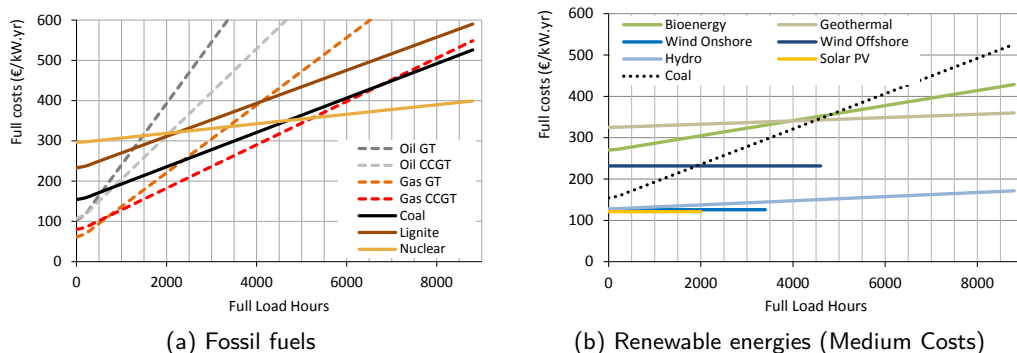 600
500
400
300
200
100
0
Full costs (€/kW.yr)
Oil GT
Oil CCGT
Gas GT
Gas CCGT
Coal
Lignite
Nuclear
0 2000 4000 6000 8000
Full Load Hours
(a) Fossil fuels
600
500
400
300
200
100
0
Full costs (€/kW.yr)
Bioenergy Geothermal
Wind Onshore Wind Offshore
Hydro Solar PV
Coal
0 2000 4000 6000 8000
Full Load Hours
(b) Renewable energies (Medium Costs)